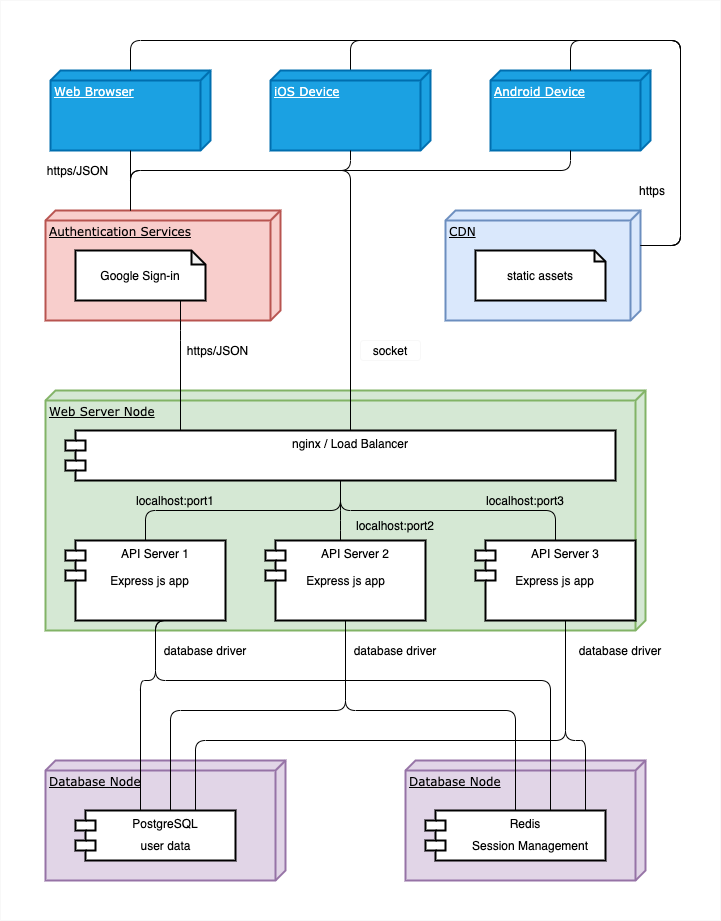 Web Browser
iOS Device
Android Device
https/JSON
https
Authentication Services
CDN
Google Sign-in
static assets
https/JSON
socket
Web Server Node
nginx / Load Balancer
localhost:port1
localhost:port3
localhost:port2
API Server 1
Express js app
API Server 2
Express js app
API Server 3
Express js app
database driver
database driver
database driver
Database Node
PostgreSQL
user data
Database Node
Redis
Session Management